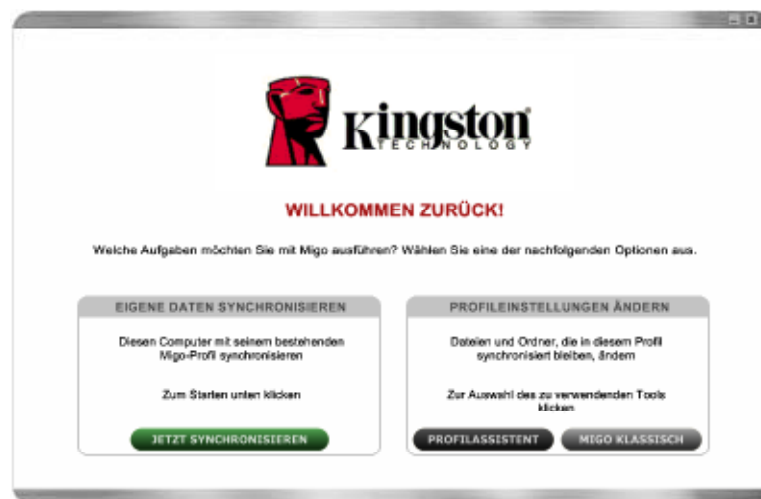 Kingston
TECHNOLOGY
WILLKOMMEN ZURÜCK!
Welche Aufgaben möchten Sie mit Migo ausführen? Wählen Sie eine der nachfolgenden Optionen aus.
EIGENE DATEN SYNCHRONISIEREN
Diesen Computer mit seinem bestehenden
Migo-Profil synchronisieren
Zum Starten unten klicken
JETZT SYNCHRONISIEREN
PROFILEINSTELLUNGEN ÄNDERN
Dateien und Ordner, die in diesem Profil
synchronisiert bleiben, ändern
Zur Auswahl des zu verwendenden Tools
klicken
PROFILASSISTENT
MIGO KLASSISCH